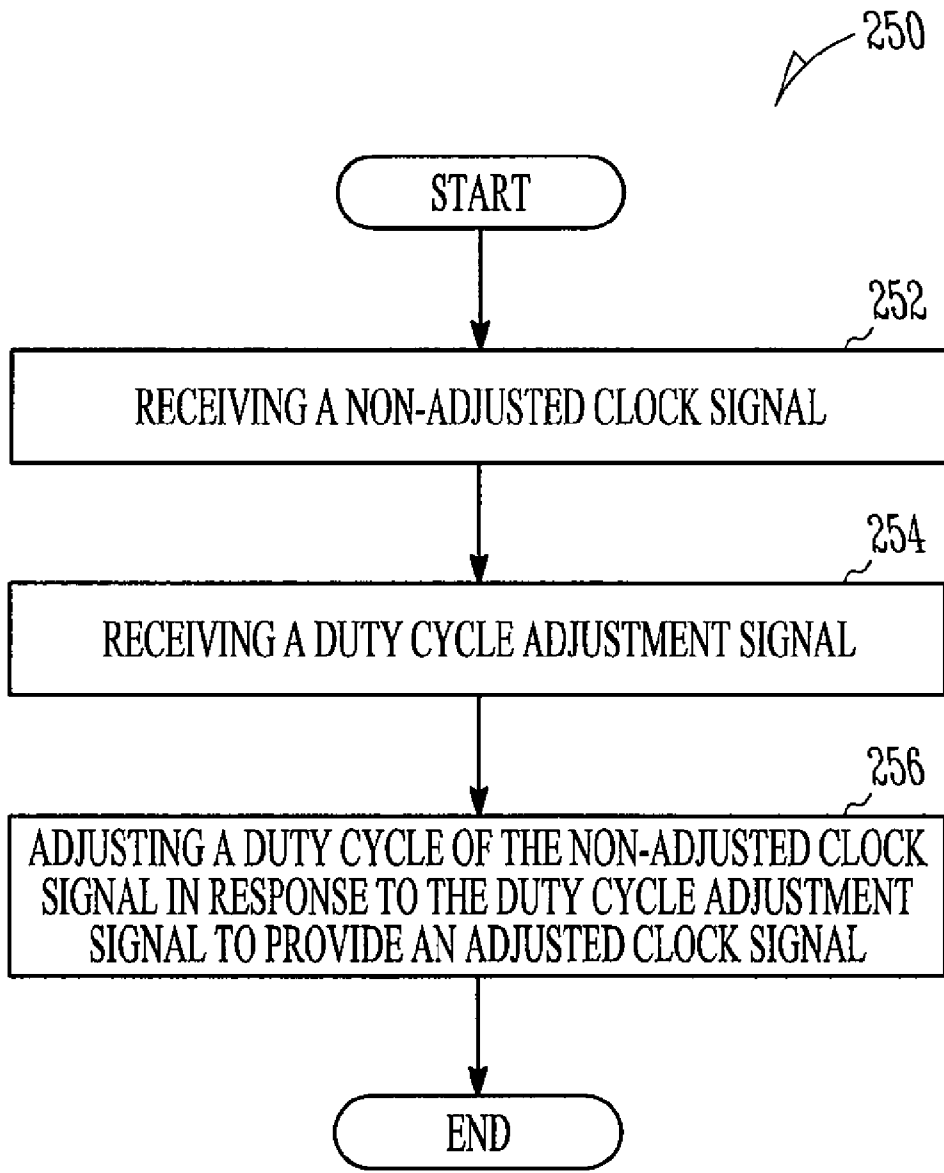 250
START
252
RECEIVING A NON-ADJUSTED CLOCK SIGNAL
254
RECEIVING A DUTY CYCLE ADJUSTMENT SIGNAL
256
ADJUSTING A DUTY CYCLE OF THE NON-ADJUSTED CLOCK
SIGNAL IN RESPONSE TO THE DUTY CYCLE ADJUSTMENT
SIGNAL TO PROVIDE AN ADJUSTED CLOCK SIGNAL
END